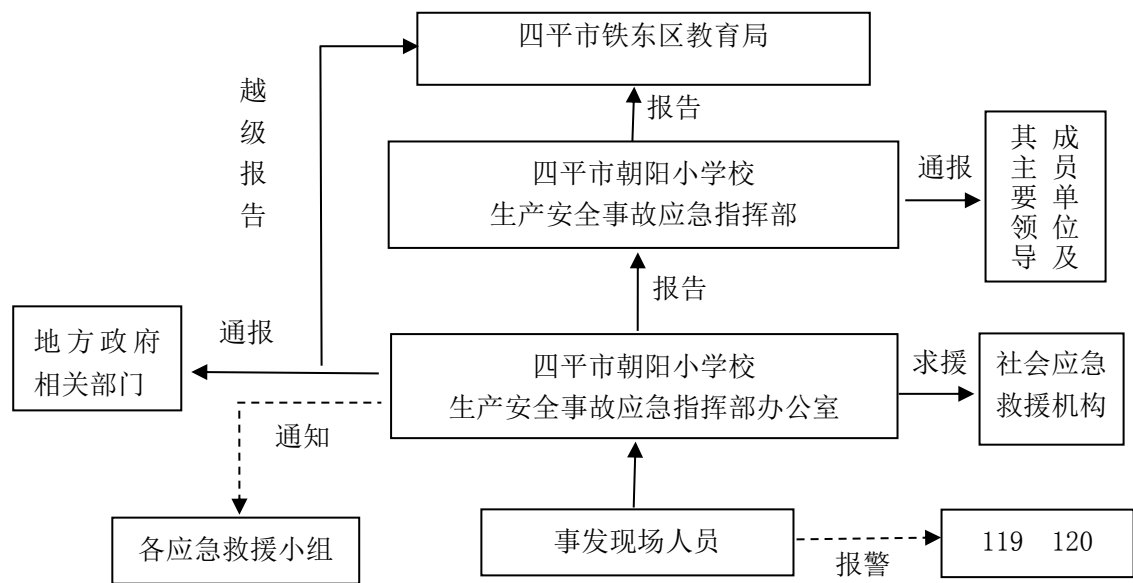 四平市铁东区教育局
越级报告
报告
四平市朝阳小学校
生产安全事故应急指挥部
通报
成员单位及
其主要领导
报告
地方政府
相关部门
通报
四平市朝阳小学校
生产安全事故应急指挥部办公室
求援
社会应急
救援机构
通知
各应急救援小组
事发现场人员
报警
119 120